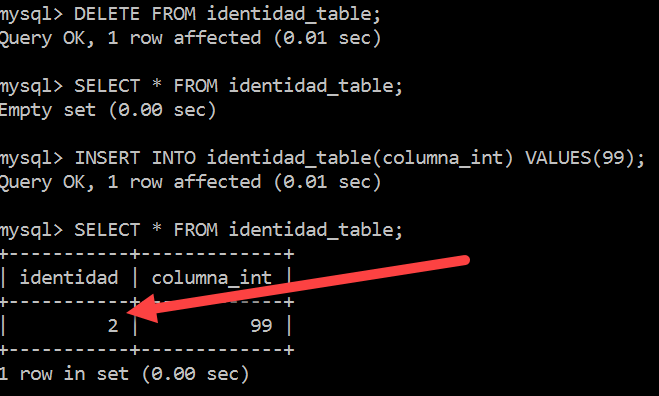 mysql> DELETE FROM identidad_table;
Query OK, 1 row affected (0.01 sec)
mysql> SELECT * FROM identidad_table;
Empty set (0.00 sec)
mysql> INSERT INTO identidad_table(columna_int) VALUES(99);
Query OK, 1 row affected (0.01 sec)
mysql> SELECT * FROM identidad_table;
+-----------+-------------+
| identidad | columna_int |
+-----------+-------------+
|         2 |          99 |
+-----------+-------------+
1 row in set (0.00 sec)